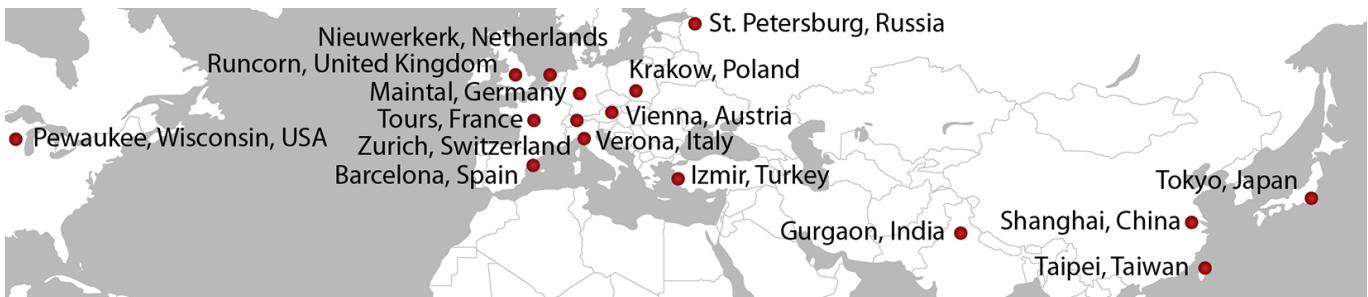 St. Petersburg, Russia
Nieuwerkerk, Netherlands
Runcorn, United Kingdom
Krakow, Poland
Maintal, Germany
Vienna, Austria
Tours, France
Pewaukee, Wisconsin, USA
Zurich, Switzerland
Verona, Italy
Barcelona, Spain
Izmir, Turkey
Tokyo, Japan
Shanghai, China
Gurgaon, India
Taipei, Taiwan